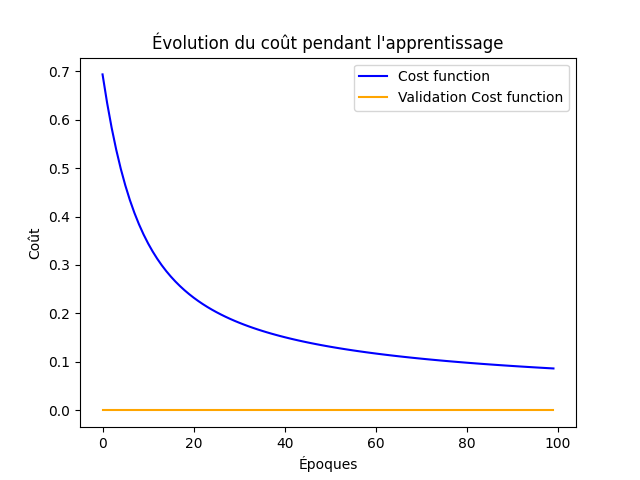 Évolution du coût pendant l'apprentissage
Cost function
Validation Cost function
Coût
0.7
0.6
0.5
0.4
0.3
0.2
0.1
0.0
0 20 40 60 80 100
Époques